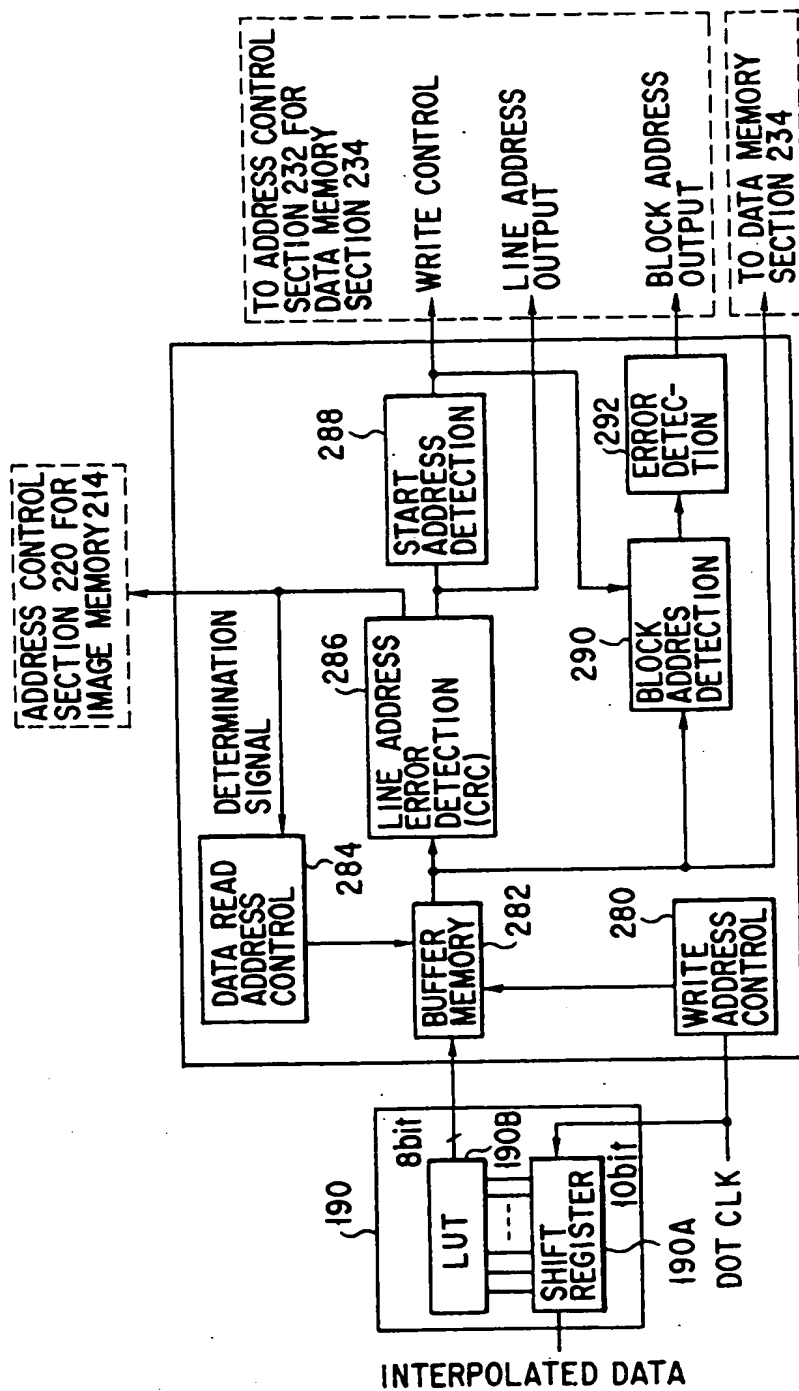 ADDRESS CONTROL
SECTION 220 FOR
IMAGE MEMORY 214
TO ADDRESS CONTROL
SECTION 232 FOR
DATA MEMORY
SECTION 234
WRITE CONTROL
LINE ADDRESS
OUTPUT
BLOCK ADDRESS
OUTPUT
TO DATA MEMORY
SECTION 234
DETERMINATION
SIGNAL
DATA READ
ADDRESS
CONTROL
284
286
LINE ADDRESS
ERROR
DETECTION
(CRC)
288
START
ADDRESS
DETECTION
BUFFER
MEMORY
282
290
BLOCK
ADDRES
DETECTION
292
ERROR
DETEC-
TION
280
WRITE
ADDRESS
CONTROL
190
8bit
LUT
190B
SHIFT
REGISTER
10bit
190A
DOT CLK
INTERPOLATED DATA